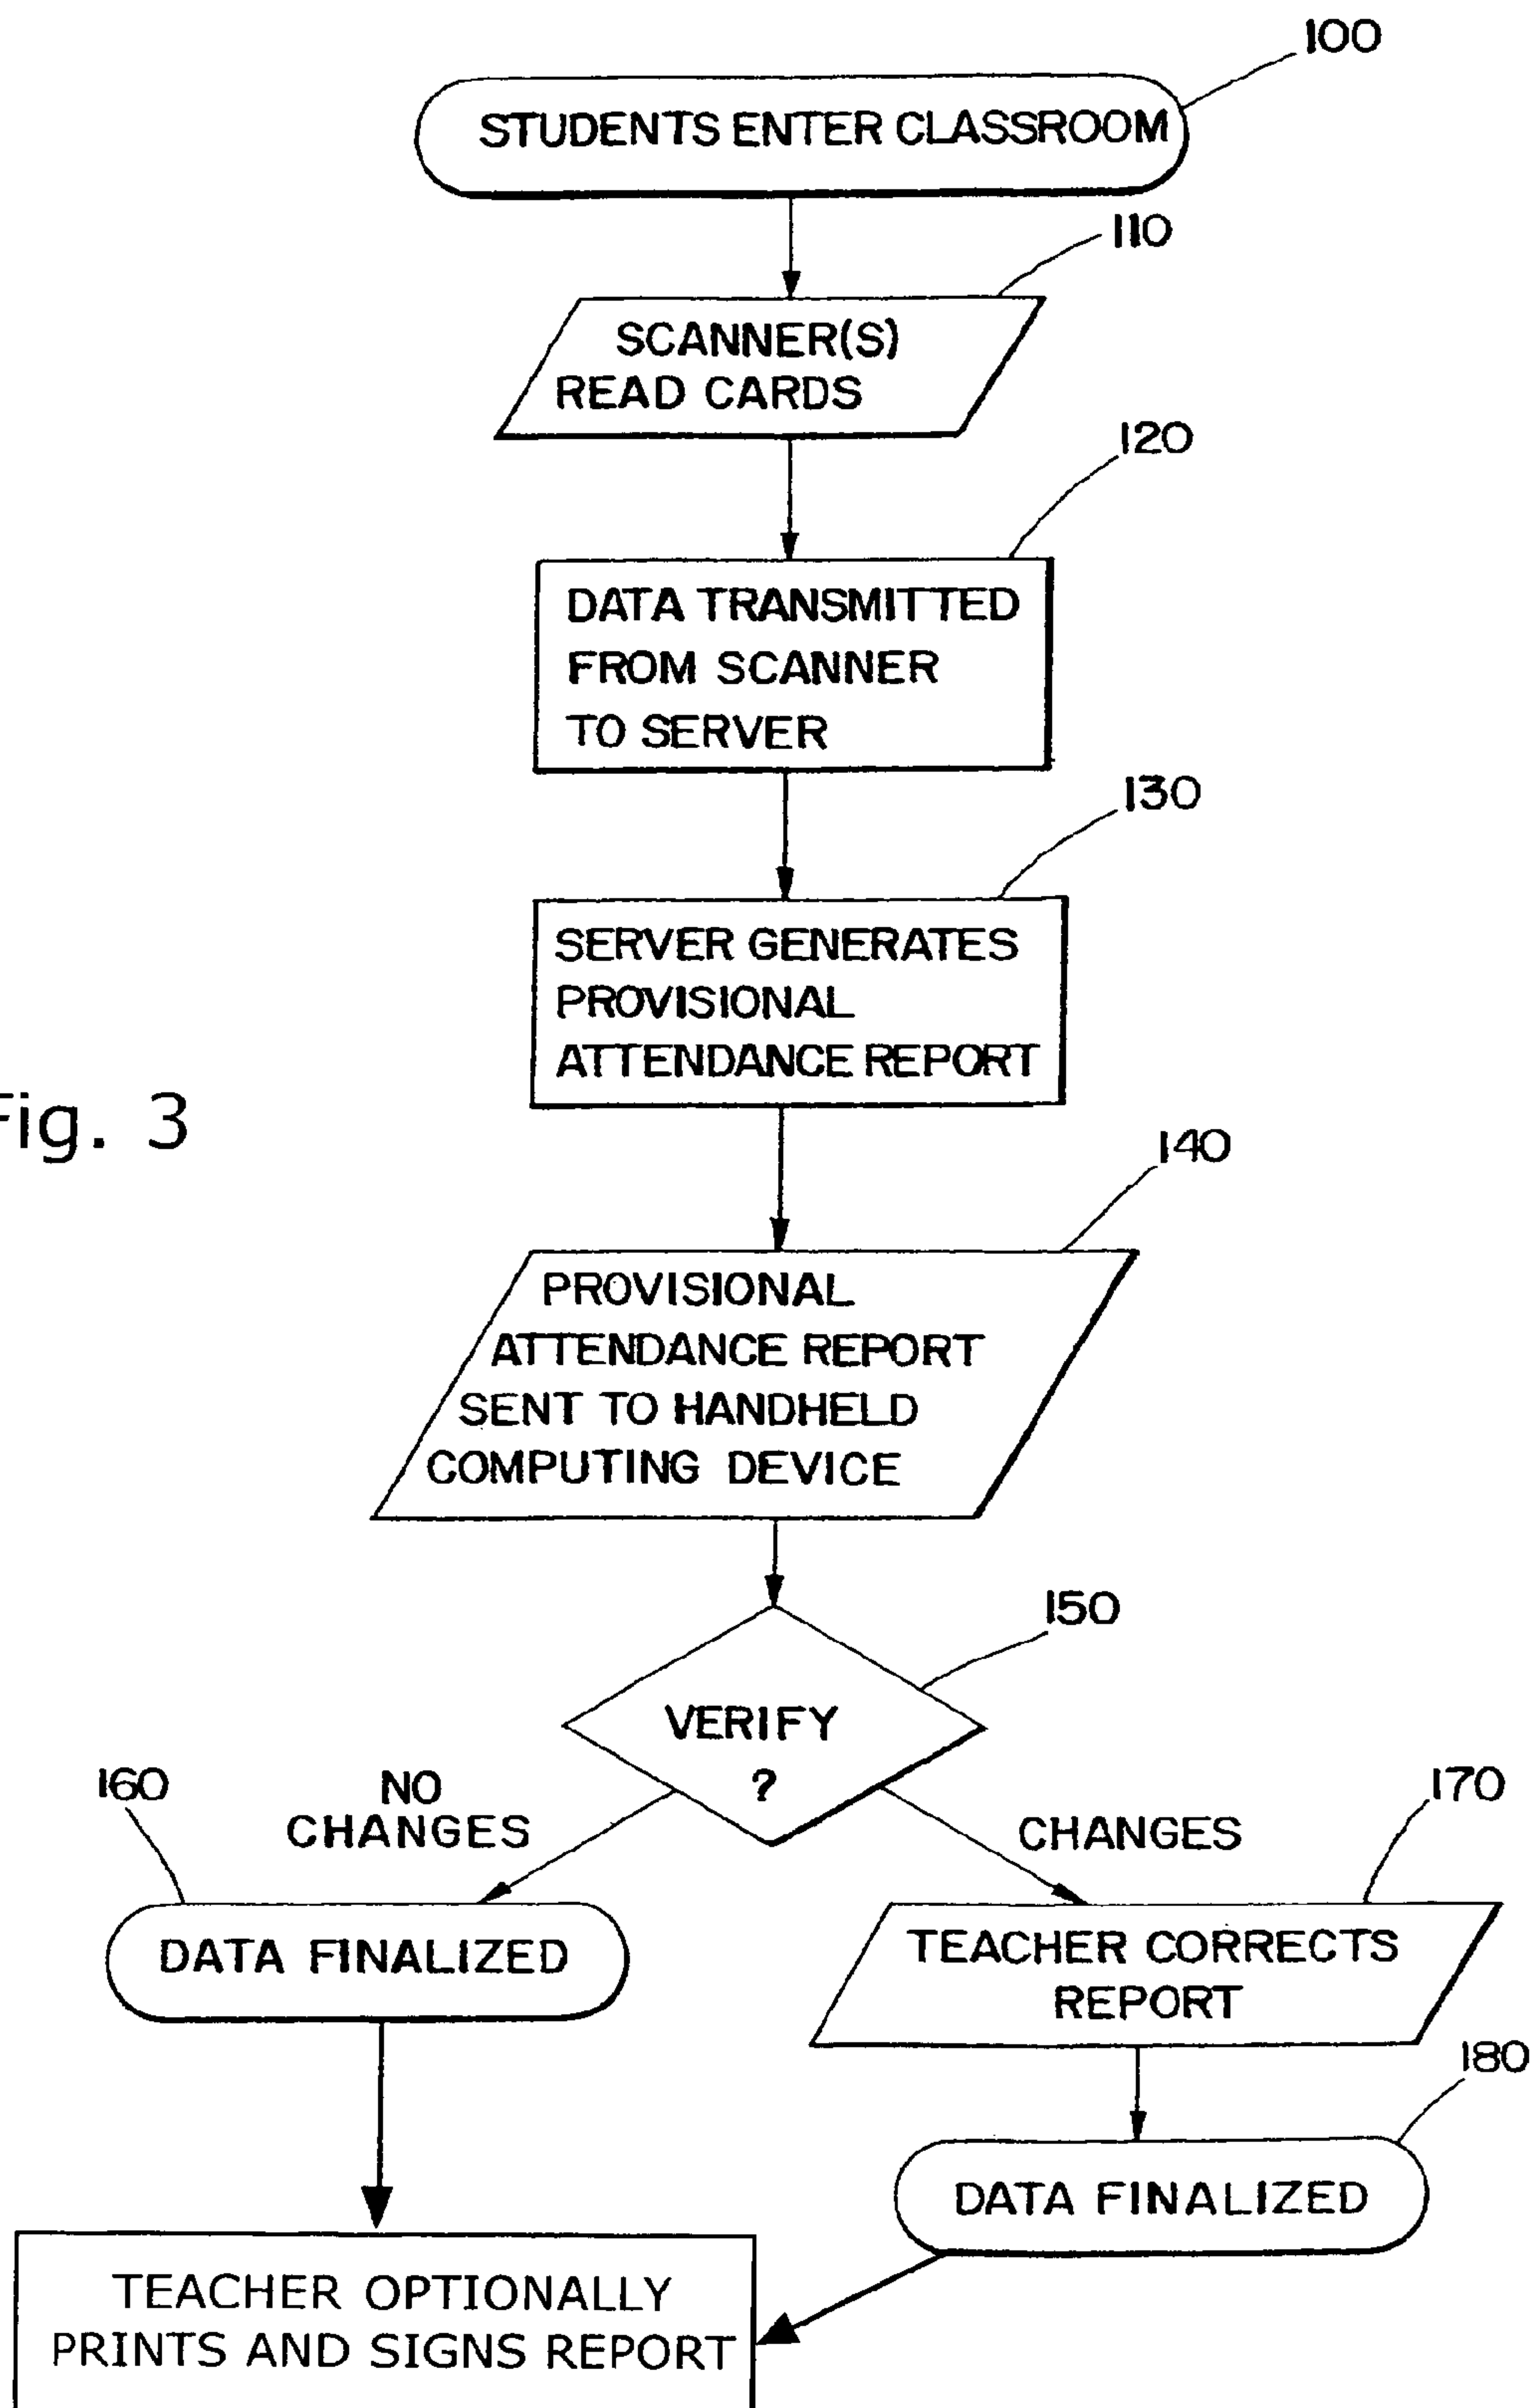 100
STUDENTS ENTER CLASSROOM
110
SCANNER(S)
READ CARDS
120
DATA TRANSMITTED
FROM SCANNER
TO SERVER
130
SERVER GENERATES
PROVISIONAL
ATTENDANCE REPORT
Fig. 3
140
PROVISIONAL
ATTENDANCE REPORT
SENT TO HANDHELD
COMPUTING DEVICE
150
VERIFY
?
160
NO
CHANGES
CHANGES
170
DATA FINALIZED
TEACHER CORRECTS
REPORT
180
DATA FINALIZED
TEACHER OPTIONALLY
PRINTS AND SIGNS REPORT